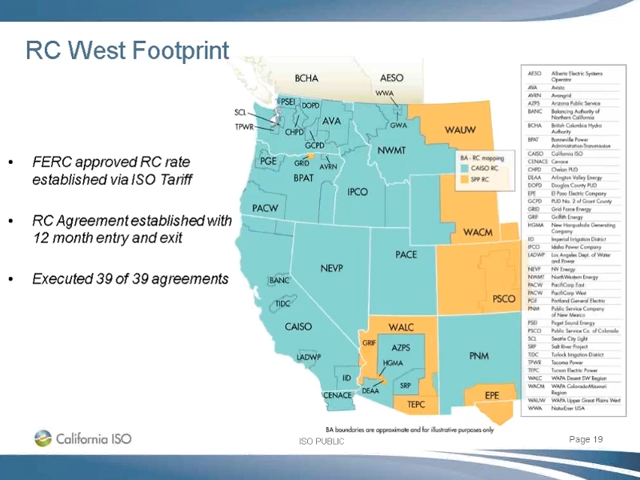 RC West Footprint
• FERC approved RC rate
established via ISO Tariff
• RC Agreement established with
12 month entry and exit
• Executed 39 of 39 agreements
BCHA
AESO
WWA
PSEI
DOPD
SCL
AVA
GWA
WAUW
TPWR
CHPD
GCPD
NWMT
PGE
GRID
AVRN
BPAT
IPCO
PACW
WACM
NEVP
PACE
PSCO
BANC
TIDC
CAISO
WALC
GRIF
AZPS
LADWP
HGMA
PNM
IID
SRP
DEAA
CENACE
TEPC
EPE
BA - RC mapping
CAISO RC
SPP RC
AESO Alberta Electric Systems
Operator
AVA Avista
AVRN Avangrid
AZPS Arizona Public Service
BANC Balancing Authority of
Northern California
BCHA British Columbia Hydro
Authority
BPAT Bonneville Power
Administration-Transmission
CAISO California ISO
CENACE Cenace
CHPD Chelan PUD
DEAA Arlington Valley Energy
DOPD Douglas County PUD
EPE El Paso Electric Company
GCPD PUD No. 2 of Grant County
GRID Grid Force Energy
GRIF Griffith Energy
HGMA New Harquahala Generating
Company
IID Imperial Irrigation District
IPCO Idaho Power Company
LADWP Los Angeles Dept. of Water
and Power
NEVP NV Energy
NWMT NorthWestern Energy
PACE PacifiCorp East
PACW PacifiCorp West
PGE Portland General Electric
PNM Public Service Company
of New Mexico
PSEI Puget Sound Energy
PSCO Public Service Co. of Colorado
SCL Seattle City Light
SRP Salt River Project
TIDC Turlock Irrigation District
TPWR Tacoma Power
TEPC Tucson Electric Power
WALC WAPA Desert SW Region
WACM WAPA Colorado-Missouri
Region
WAUW WAPA Upper Great Plains West
WWA NaturEner USA
BA boundaries are approximate and for illustrative purposes only
California ISO
ISO PUBLIC
Page 19